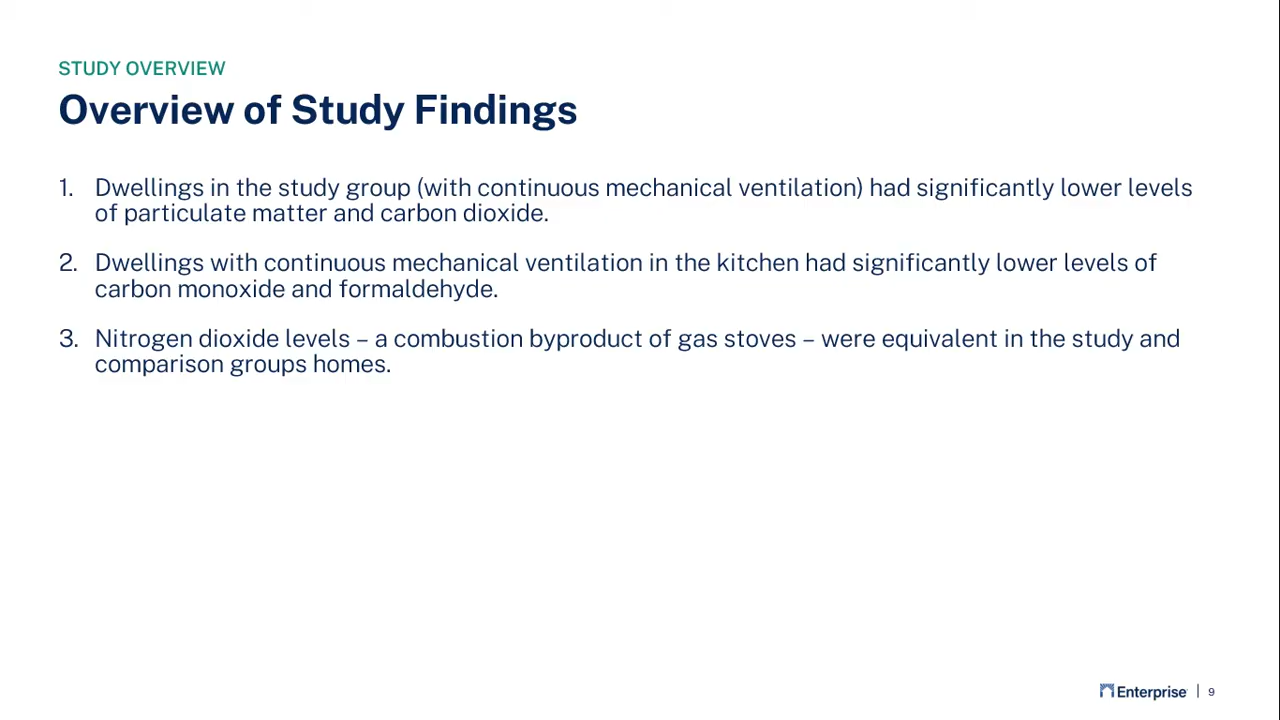 STUDY OVERVIEW
Overview of Study Findings
1. Dwellings in the study group (with continuous mechanical ventilation) had significantly lower levels
of particulate matter and carbon dioxide.
2. Dwellings with continuous mechanical ventilation in the kitchen had significantly lower levels of
carbon monoxide and formaldehyde.
3. Nitrogen dioxide levels – a combustion byproduct of gas stoves – were equivalent in the study and
comparison groups homes.
Enterprise | 9